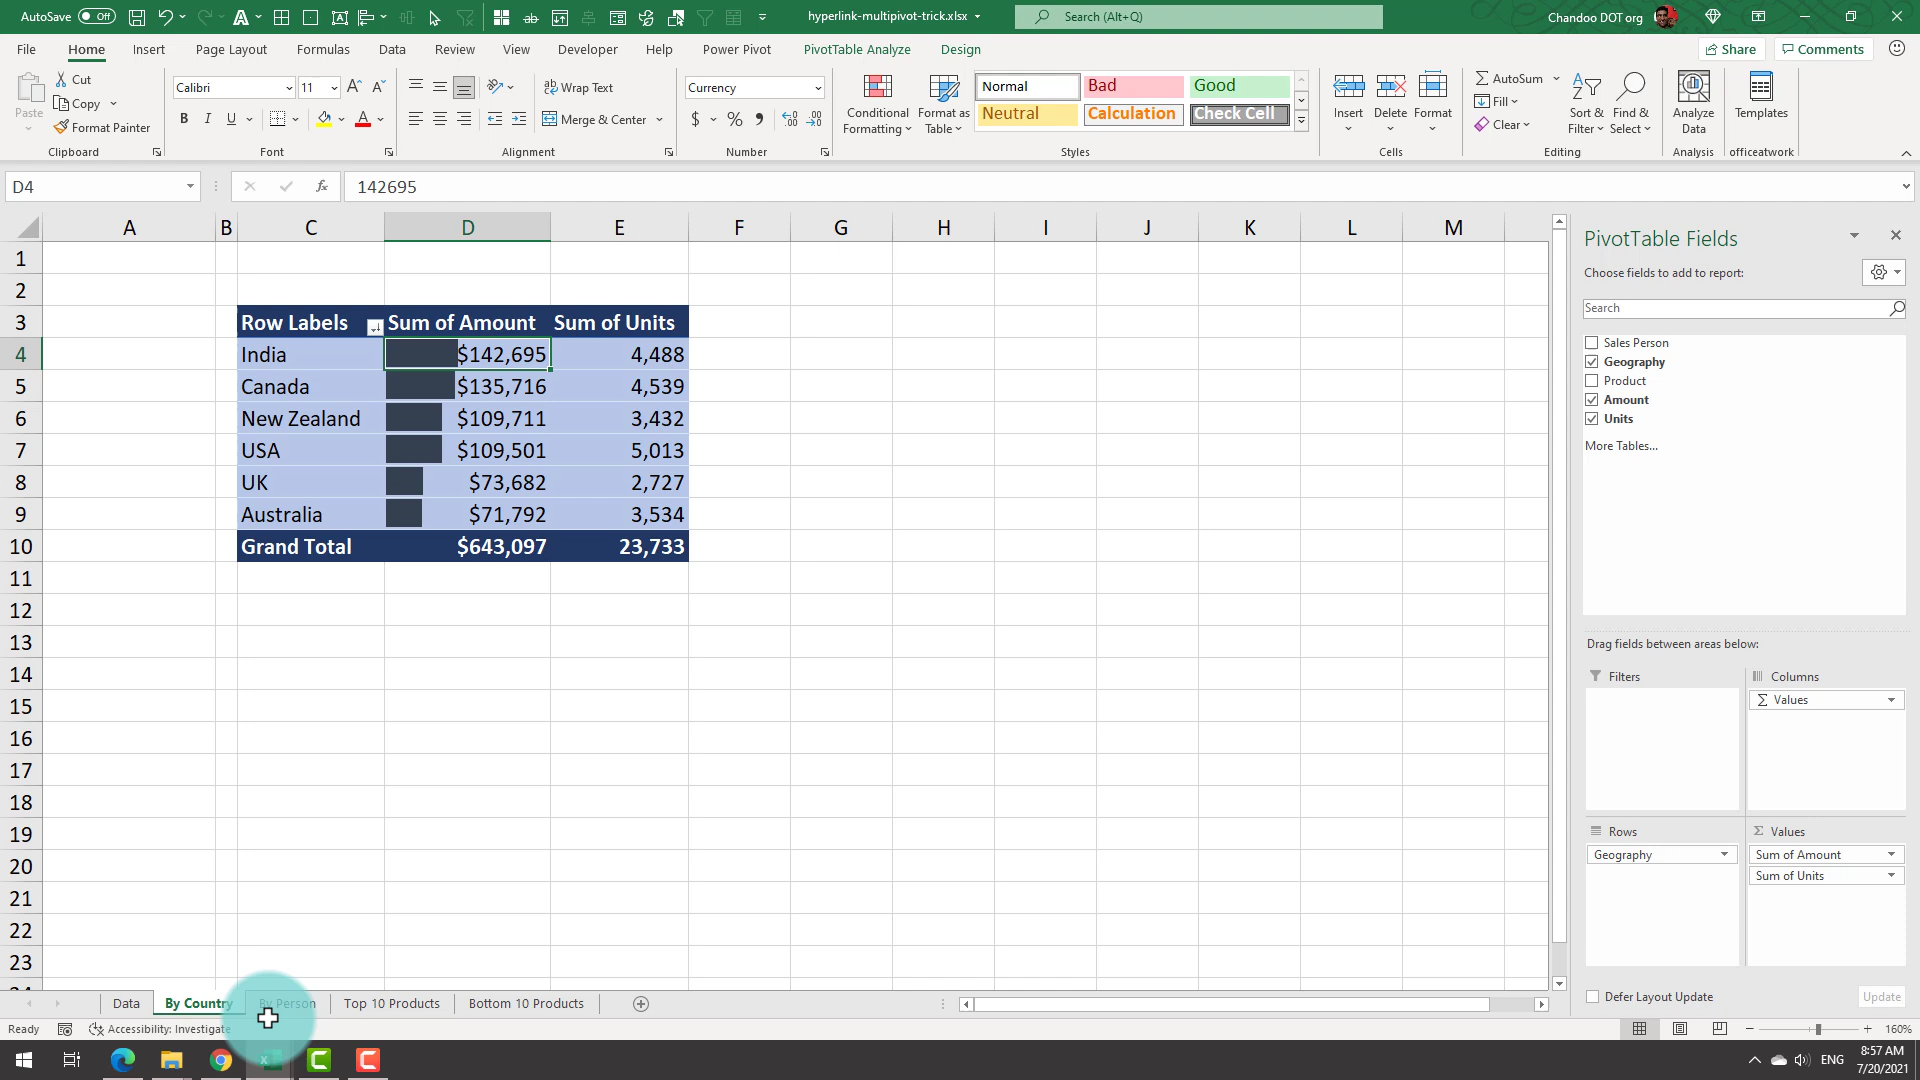 AutoSave Off hyperlink-multipivot-trick.xlsx Search (Alt+Q) Chandoo DOT org
File Home Insert Page Layout Formulas Data Review View Developer Help Power Pivot PivotTable Analyze Design Share Comments
Paste Cut Copy Format Painter Clipboard
Calibri 11 B I U A Font
Wrap Text Merge & Center Alignment
Currency $ % Number
Conditional Formatting Format as Table
Normal Bad Good
Neutral Calculation Check Cell
Styles
Insert Delete Format Cells
AutoSum Fill Clear Sort & Filter Find & Select Editing
Analyze Data Analysis
Templates officeatwork
D4 fx 142695
A B C D E F G H I J K L M
1
2
3 Row Labels Sum of Amount Sum of Units
4 India $142,695 4,488
5 Canada $135,716 4,539
6 New Zealand $109,711 3,432
7 USA $109,501 5,013
8 UK $73,682 2,727
9 Australia $71,792 3,534
10 Grand Total $643,097 23,733
11
12
13
14
15
16
17
18
19
20
21
22
23
PivotTable Fields
Choose fields to add to report:
Search
Sales Person
Geography
Product
Amount
Units
More Tables...
Drag fields between areas below:
Filters Columns
Σ Values
Rows Σ Values
Geography Sum of Amount
Sum of Units
Defer Layout Update Update
Data By Country By Person Top 10 Products Bottom 10 Products
Ready Accessibility: Investigate 160%
ENG 8:57 AM
7/20/2021